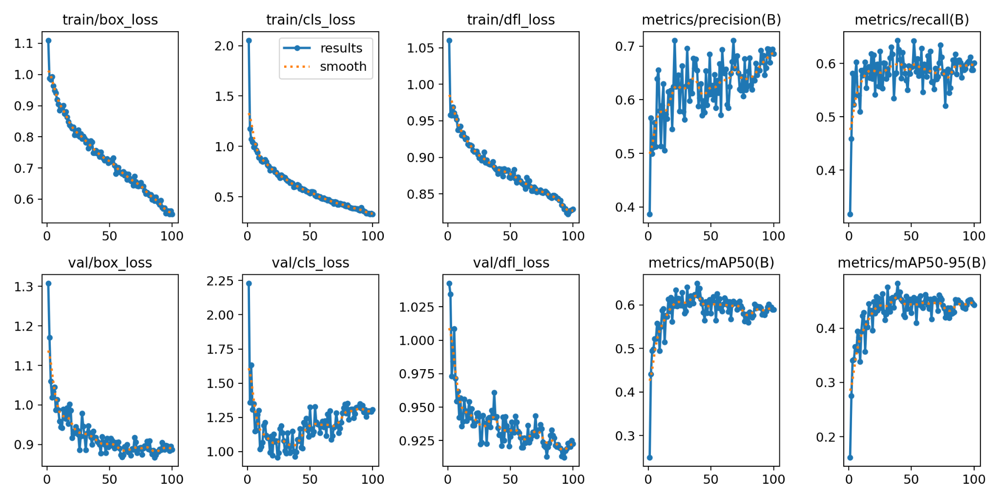 train/box_loss
1.1
1.0
0.9
0.8
0.7
0.6
0 50 100
train/cls_loss
results
smooth
2.0
1.5
1.0
0.5
0 50 100
train/dfl_loss
1.05
1.00
0.95
0.90
0.85
0 50 100
metrics/precision(B)
0.7
0.6
0.5
0.4
0 50 100
metrics/recall(B)
0.6
0.5
0.4
0 50 100
val/box_loss
1.3
1.2
1.1
1.0
0.9
0 50 100
val/cls_loss
2.25
2.00
1.75
1.50
1.25
1.00
0 50 100
val/dfl_loss
1.025
1.000
0.975
0.950
0.925
0 50 100
metrics/mAP50(B)
0.6
0.5
0.4
0.3
0 50 100
metrics/mAP50-95(B)
0.4
0.3
0.2
0 50 100